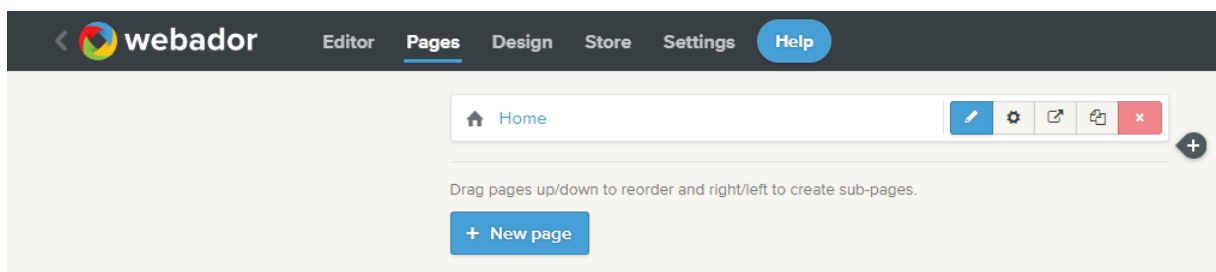 webador Editor Pages Design Store Settings Help
Home
Drag pages up/down to reorder and right/left to create sub-pages.
+ New page